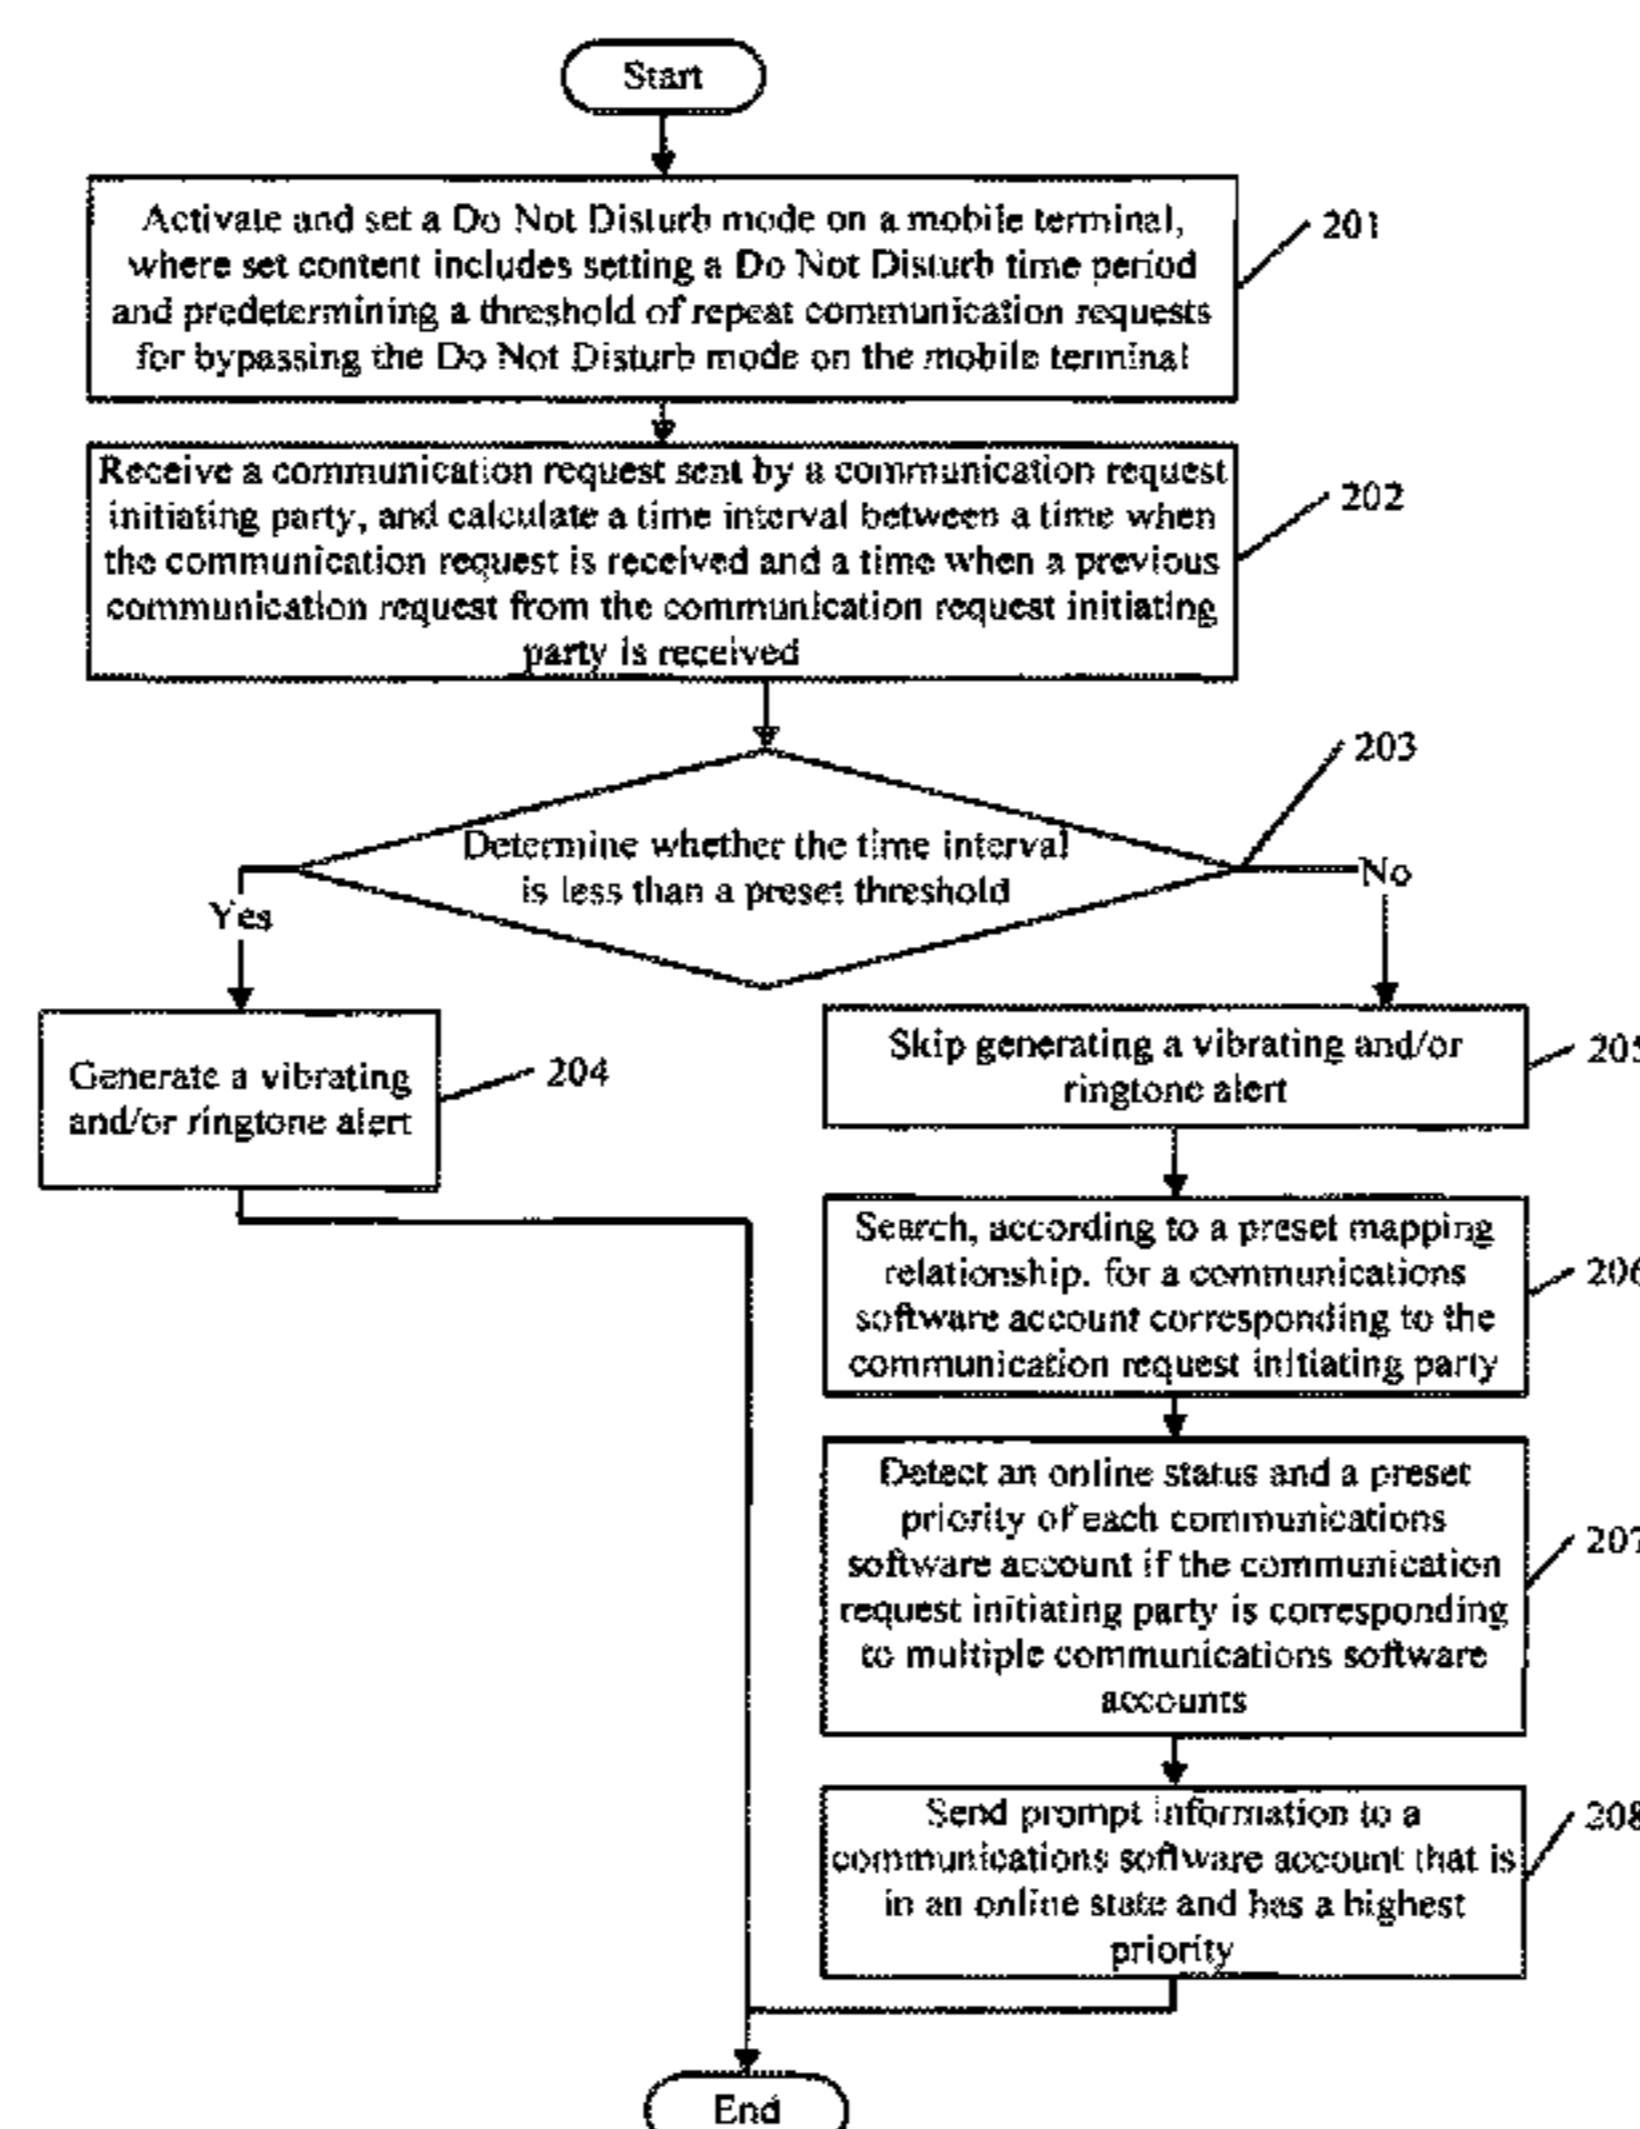 Start
Activate and set a Do Not Disturb mode on a mobile terminal,
where set content includes setting a Do Not Disturb time period
and predetermining a threshold of repeat communication requests
for bypassing the Do Not Disturb mode on the mobile terminal
201
Receive a communication request sent by a communication request
initiating party, and calculate a time interval between a time when
the communication request is received and a time when a previous
communication request from the communication request initiating
party is received
202
203
Determine whether the time interval
is less than a preset threshold
Yes
No
Generate a vibrating
and/or ringtone alert
204
Skip generating a vibrating and/or
ringtone alert
205
Search, according to a preset mapping
relationship. for a communications
software account corresponding to the
communication request initiating party
206
Detect an online status and a preset
priority of each communications
software account if the communication
request initiating party is corresponding
to multiple communications software
accounts
207
Send prompt information to a
communications software account that is
in an online state and has a highest
priority
208
End